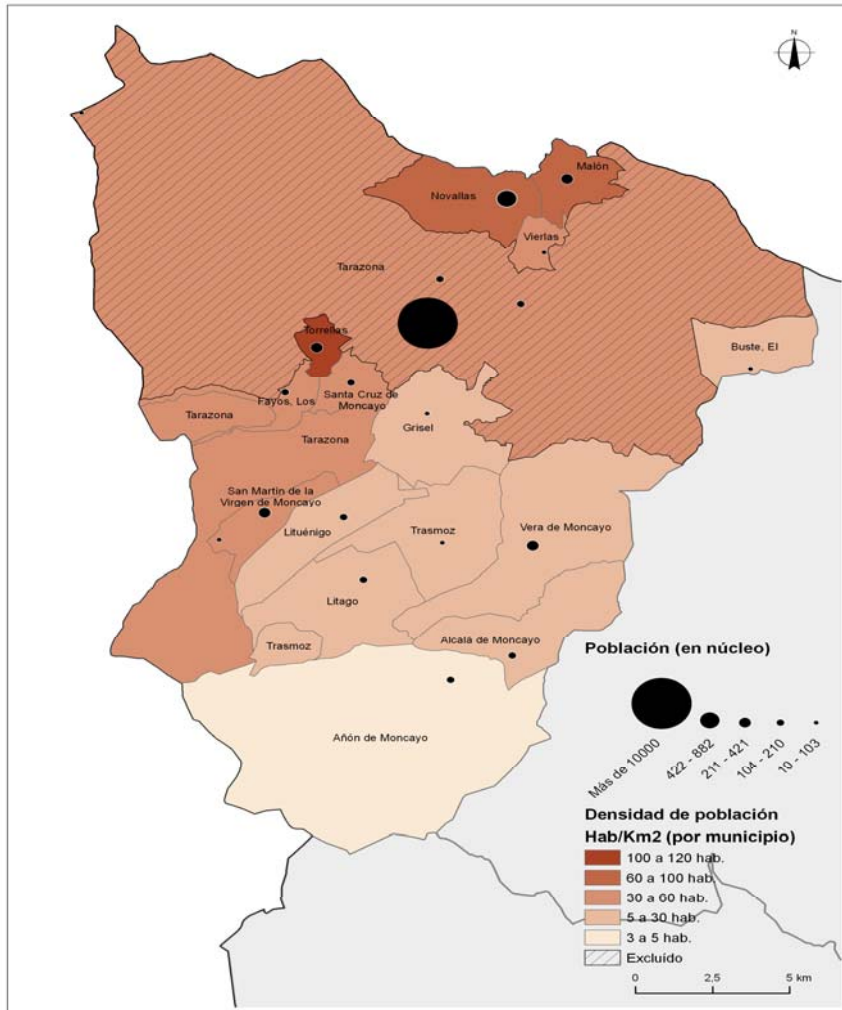 N
Malón
Novallas
Vierlas
Tarazona
Torrellas
Buste, El
Fayos, Los
Santa Cruz de
Moncayo
Tarazona
Grisel
Tarazona
San Martín de la
Virgen de Moncayo
Lituénigo
Trasmoz
Vera de Moncayo
Litago
Trasmoz
Alcalá de Moncayo
Añón de Moncayo
Población (en núcleo)
Más de 10000
422 - 882
211 - 421
104 - 210
10 - 103
Densidad de población
Hab/Km2 (por municipio)
100 a 120 hab.
60 a 100 hab.
30 a 60 hab.
5 a 30 hab.
3 a 5 hab.
Excluído
0 2,5 5 km